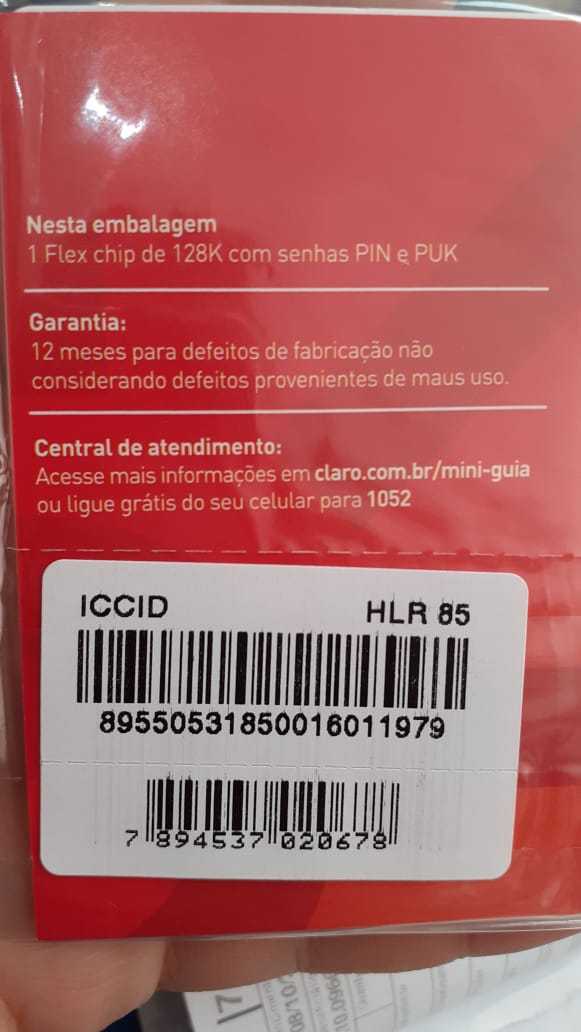 Nesta embalagem
1 Flex chip de 128K com senhas PIN e PUK
Garantia:
12 meses para defeitos de fabricação não
considerando defeitos provenientes de maus uso.
Central de atendimento:
Acesse mais informações em claro.com.br/mini-guia
ou ligue grátis do seu celular para 1052
ICCID HLR 85
89550531850016011979
7 894537 020678